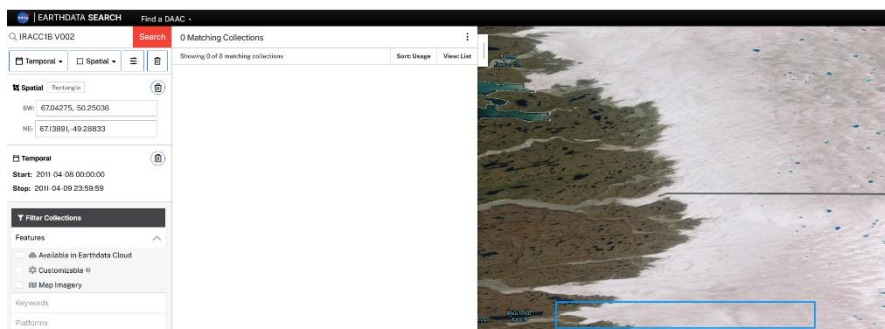 EARTHDATA SEARCH
Find a DAAC
IRACC1B V002
Search
Temporal
Spatial
Spatial Rectangle
SW: 67.04275, -50.25036
NE: 67.13891,-49.28833
Temporal
Start: 2011-04-08 00:00:00
Stop: 2011-04-09 23:59:59
Filter Collections
Features
Available in Earthdata Cloud
Customizable
Map Imagery
Keywords
Platforms
0 Matching Collections
Showing 0 of 0 matching collections
Sort: Usage
View: List